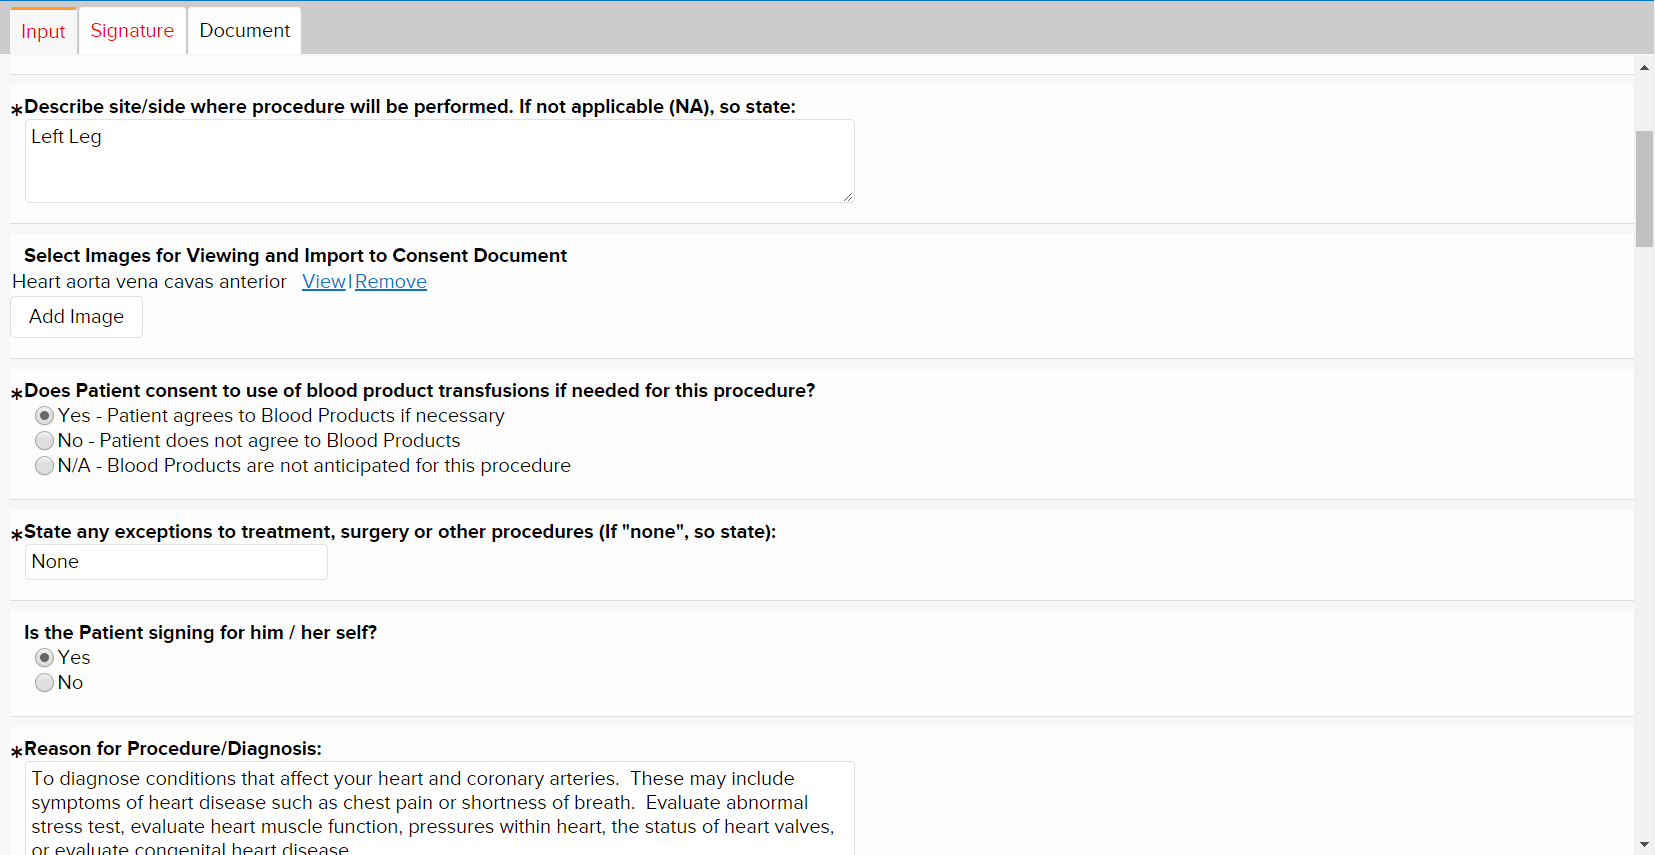 Input Signature Document
*Describe site/side where procedure will be performed. If not applicable (NA), so state:
Left Leg
Select Images for Viewing and Import to Consent Document
Heart aorta vena cavas anterior View|Remove
Add Image
*Does Patient consent to use of blood product transfusions if needed for this procedure?
Yes - Patient agrees to Blood Products if necessary
No - Patient does not agree to Blood Products
N/A - Blood Products are not anticipated for this procedure
*State any exceptions to treatment, surgery or other procedures (If "none", so state):
None
Is the Patient signing for him / her self?
Yes
No
*Reason for Procedure/Diagnosis:
To diagnose conditions that affect your heart and coronary arteries.  These may include
symptoms of heart disease such as chest pain or shortness of breath.  Evaluate abnormal
stress test, evaluate heart muscle function, pressures within heart, the status of heart valves,
or evaluate congenital heart disease